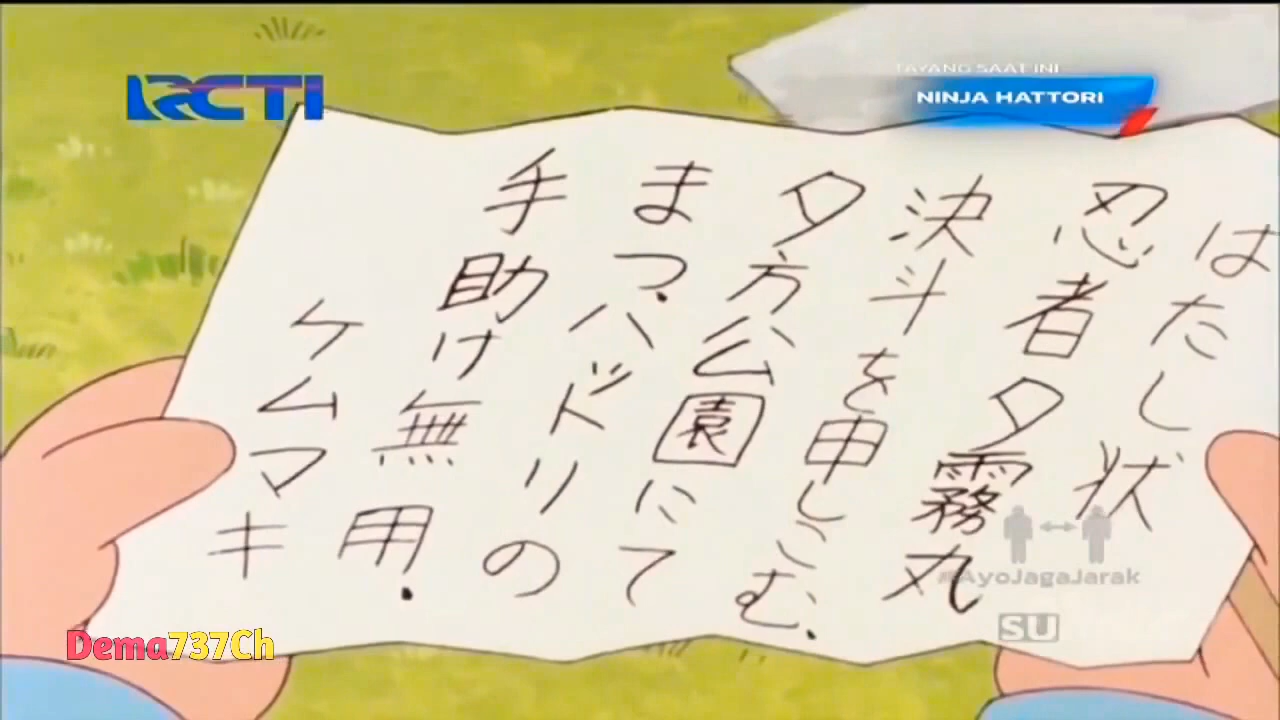 RCTI
TAYANG SAAT INI
NINJA HATTORI
はたし状
忍者夕霧丸
決斗を申しこむ.
夕方公園にて
まつ.ハットリの
手助け無用.
ケムマキ
#AyoJagaJarak
SU
Dema737Ch